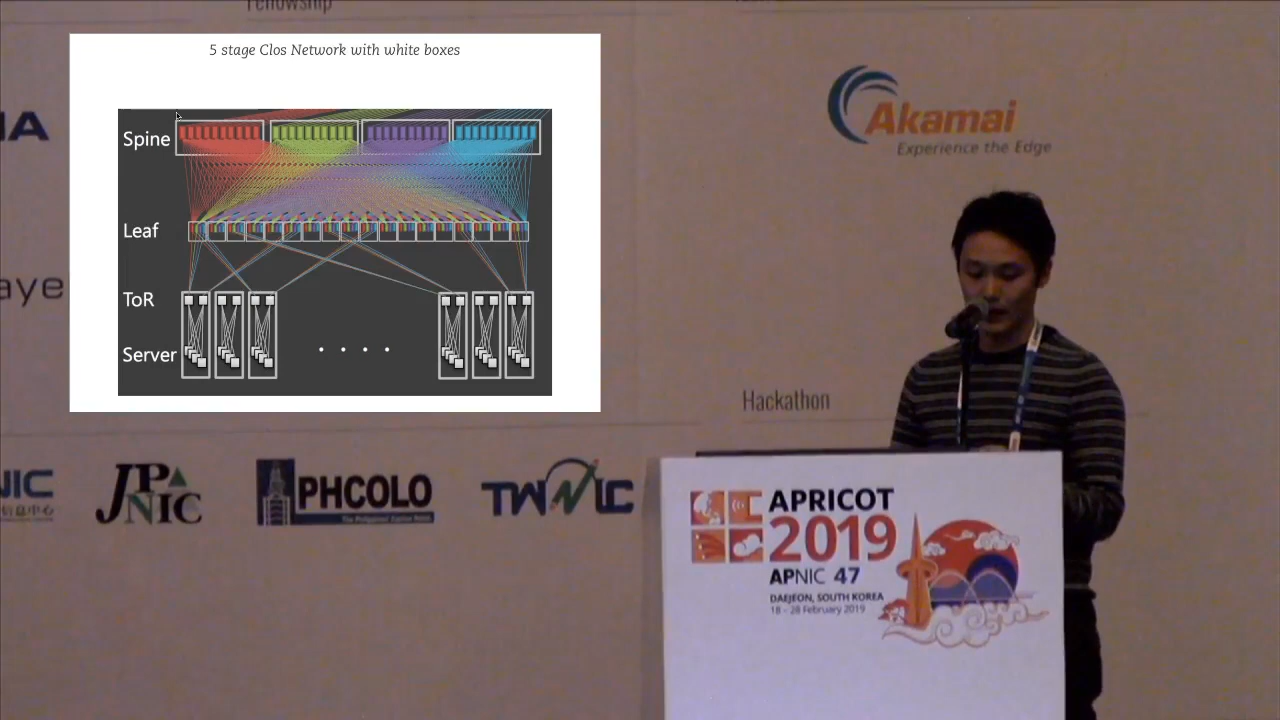 Fellowship
5 stage Clos Network with white boxes
Spine
Leaf
ToR
Server
Akamai
Experience the Edge
Hackathon
JPNIC
PHCOLO
TWNIC
APRICOT
2019
APNIC 47
DAEJEON, SOUTH KOREA
18 - 28 February 2019